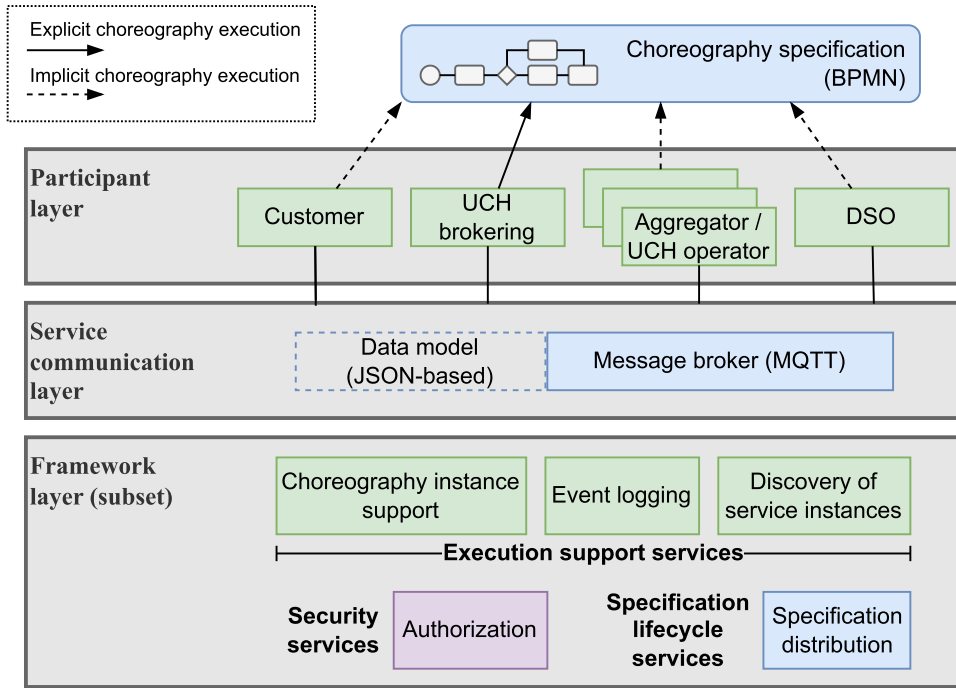 Explicit choreography execution
Implicit choreography execution
Choreography specification
(BPMN)
Participant
layer
Customer
UCH
brokering
Aggregator /
UCH operator
DSO
Service
communication
layer
Data model
(JSON-based)
Message broker (MQTT)
Framework
layer (subset)
Choreography instance
support
Event logging
Discovery of
service instances
Execution support services
Security
services
Authorization
Specification
lifecycle
services
Specification
distribution